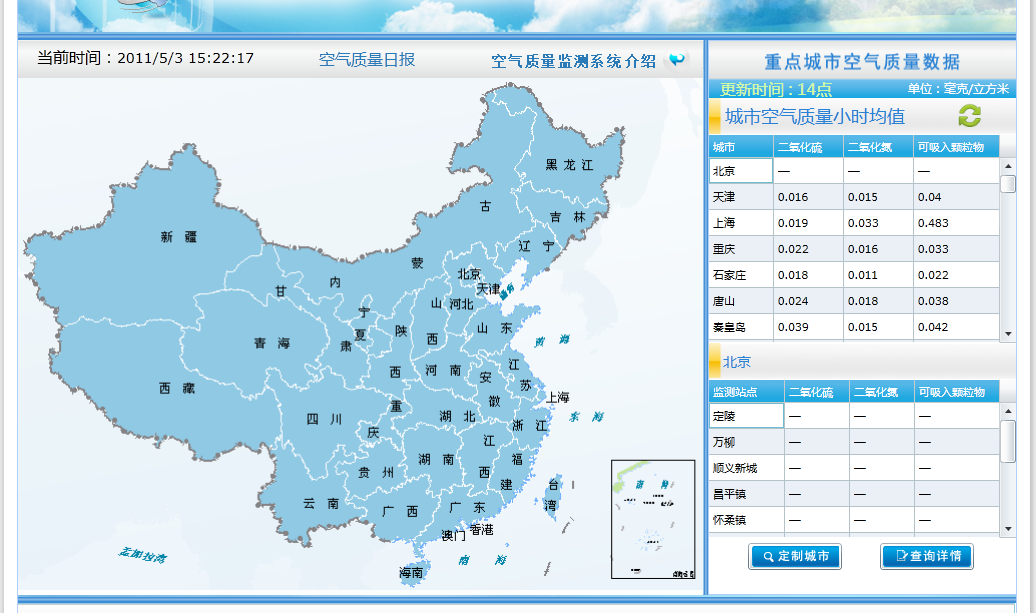 当前时间：2011/5/3 15:22:17 空气质量日报 空气质量监测系统介绍
重点城市空气质量数据
更新时间：14点 单位：毫克/立方米
城市空气质量小时均值
城市 二氧化硫 二氧化氮 可吸入颗粒物
北京 — — —
天津 0.016 0.015 0.04
上海 0.019 0.033 0.483
重庆 0.022 0.016 0.033
石家庄 0.018 0.011 0.022
唐山 0.024 0.018 0.038
秦皇岛 0.039 0.015 0.042
北京
监测站点 二氧化硫 二氧化氮 可吸入颗粒物
定陵 — — —
万柳 — — —
顺义新城 — — —
昌平镇 — — —
怀柔镇 — — —
定制城市 查询详情
黑龙江
吉林
辽宁
内蒙古
新疆
甘肃
宁夏
青海
西藏
北京
天津
河北
山西
陕西
山东
河南
江苏
安徽
上海
四川
重庆
湖北
浙江
湖南
江西
福建
贵州
云南
广西
广东
台湾
香港
澳门
海南
黄海
东海
南海
孟加拉湾